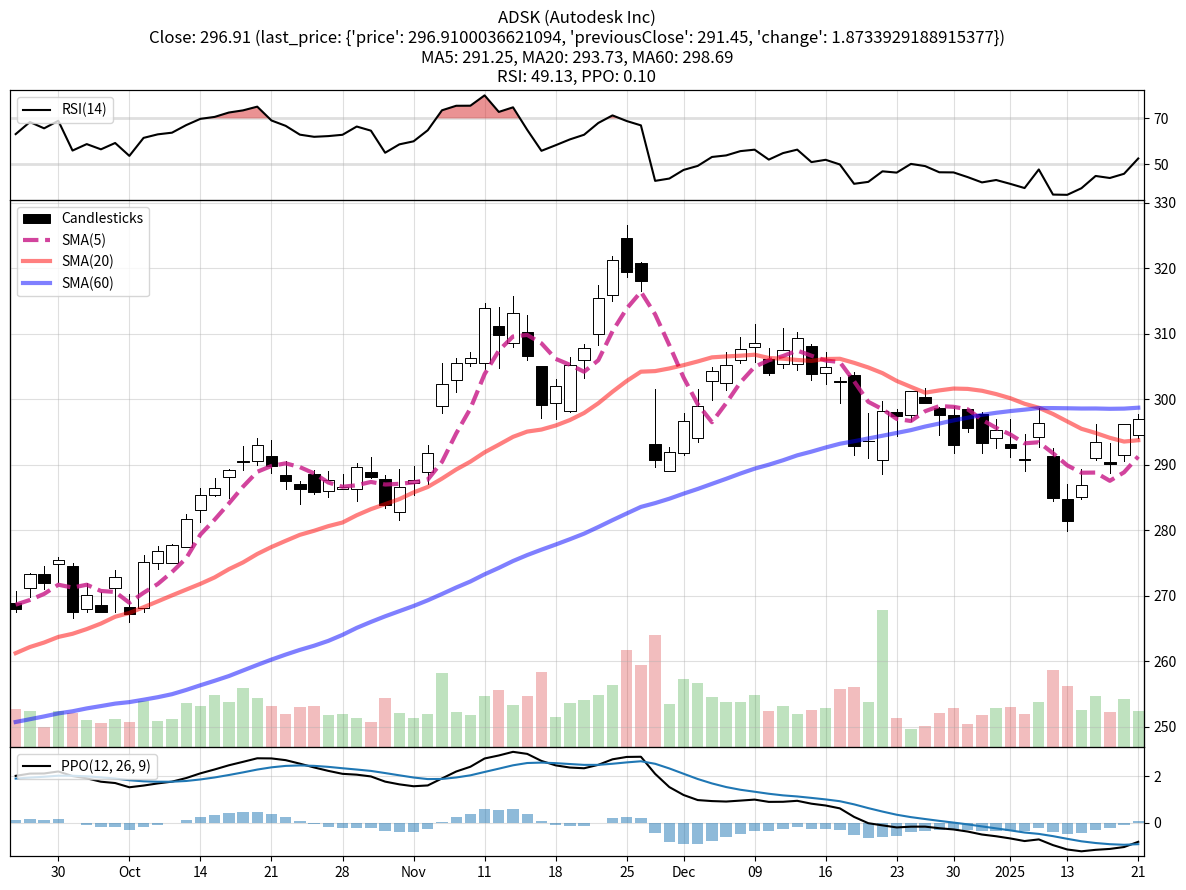 ADSK (Autodesk Inc)
Close: 296.91 (last_price: {'price': 296.9100036621094, 'previousClose': 291.45, 'change': 1.8733929188915377})
MA5: 291.25, MA20: 293.73, MA60: 298.69
RSI: 49.13, PPO: 0.10
RSI(14)
70
50
Candlesticks
SMA(5)
SMA(20)
SMA(60)
330
320
310
300
290
280
270
260
250
PPO(12, 26, 9)
2
0
30 Oct 14 21 28 Nov 11 18 25 Dec 09 16 23 30 2025 13 21